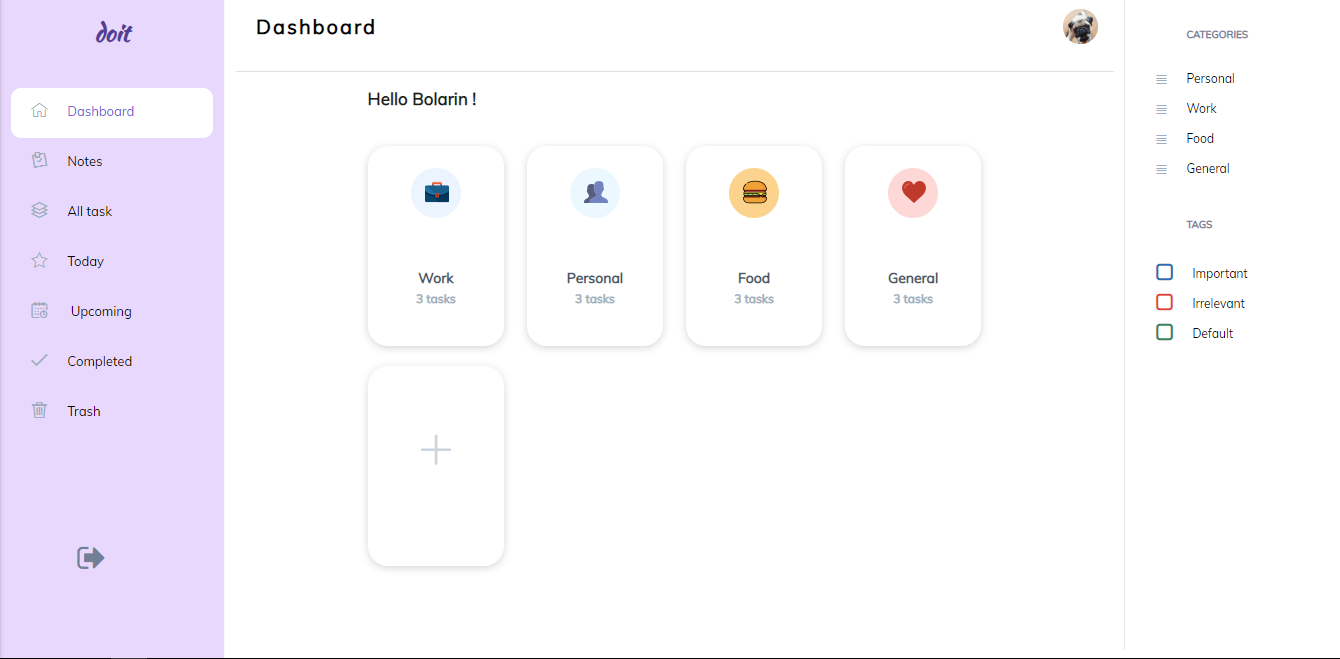 doit
Dashboard
Notes
All task
Today
Upcoming
Completed
Trash
Dashboard
Hello Bolarin !
Work
3 tasks
Personal
3 tasks
Food
3 tasks
General
3 tasks
CATEGORIES
Personal
Work
Food
General
TAGS
Important
Irrelevant
Default